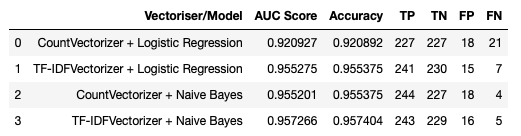 Vectoriser/Model AUC Score Accuracy TP TN FP FN
0 CountVectorizer + Logistic Regression 0.920927 0.920892 227 227 18 21
1 TF-IDFVectorizer + Logistic Regression 0.955275 0.955375 241 230 15 7
2 CountVectorizer + Naive Bayes 0.955201 0.955375 244 227 18 4
3 TF-IDFVectorizer + Naive Bayes 0.957266 0.957404 243 229 16 5